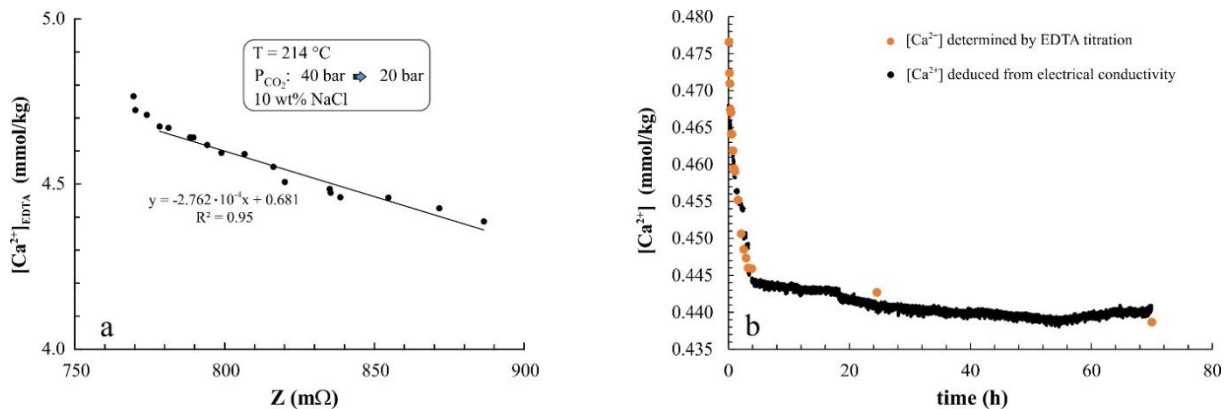 5.0
4.5
4.0
[Ca²⁺]EDTA (mmol/kg)
T = 214 °C
P CO₂: 40 bar ➡ 20 bar
10 wt% NaCl
y = -2.762·10⁻⁴x + 0.681
R² = 0.95
a
750 800 850 900
Z (mΩ)
0.480
0.475
0.470
0.465
0.460
0.455
0.450
0.445
0.440
0.435
[Ca²⁺] (mmol/kg)
[Ca²⁺] determined by EDTA titration
[Ca²⁺] deduced from electrical conductivity
b
0 20 40 60 80
time (h)